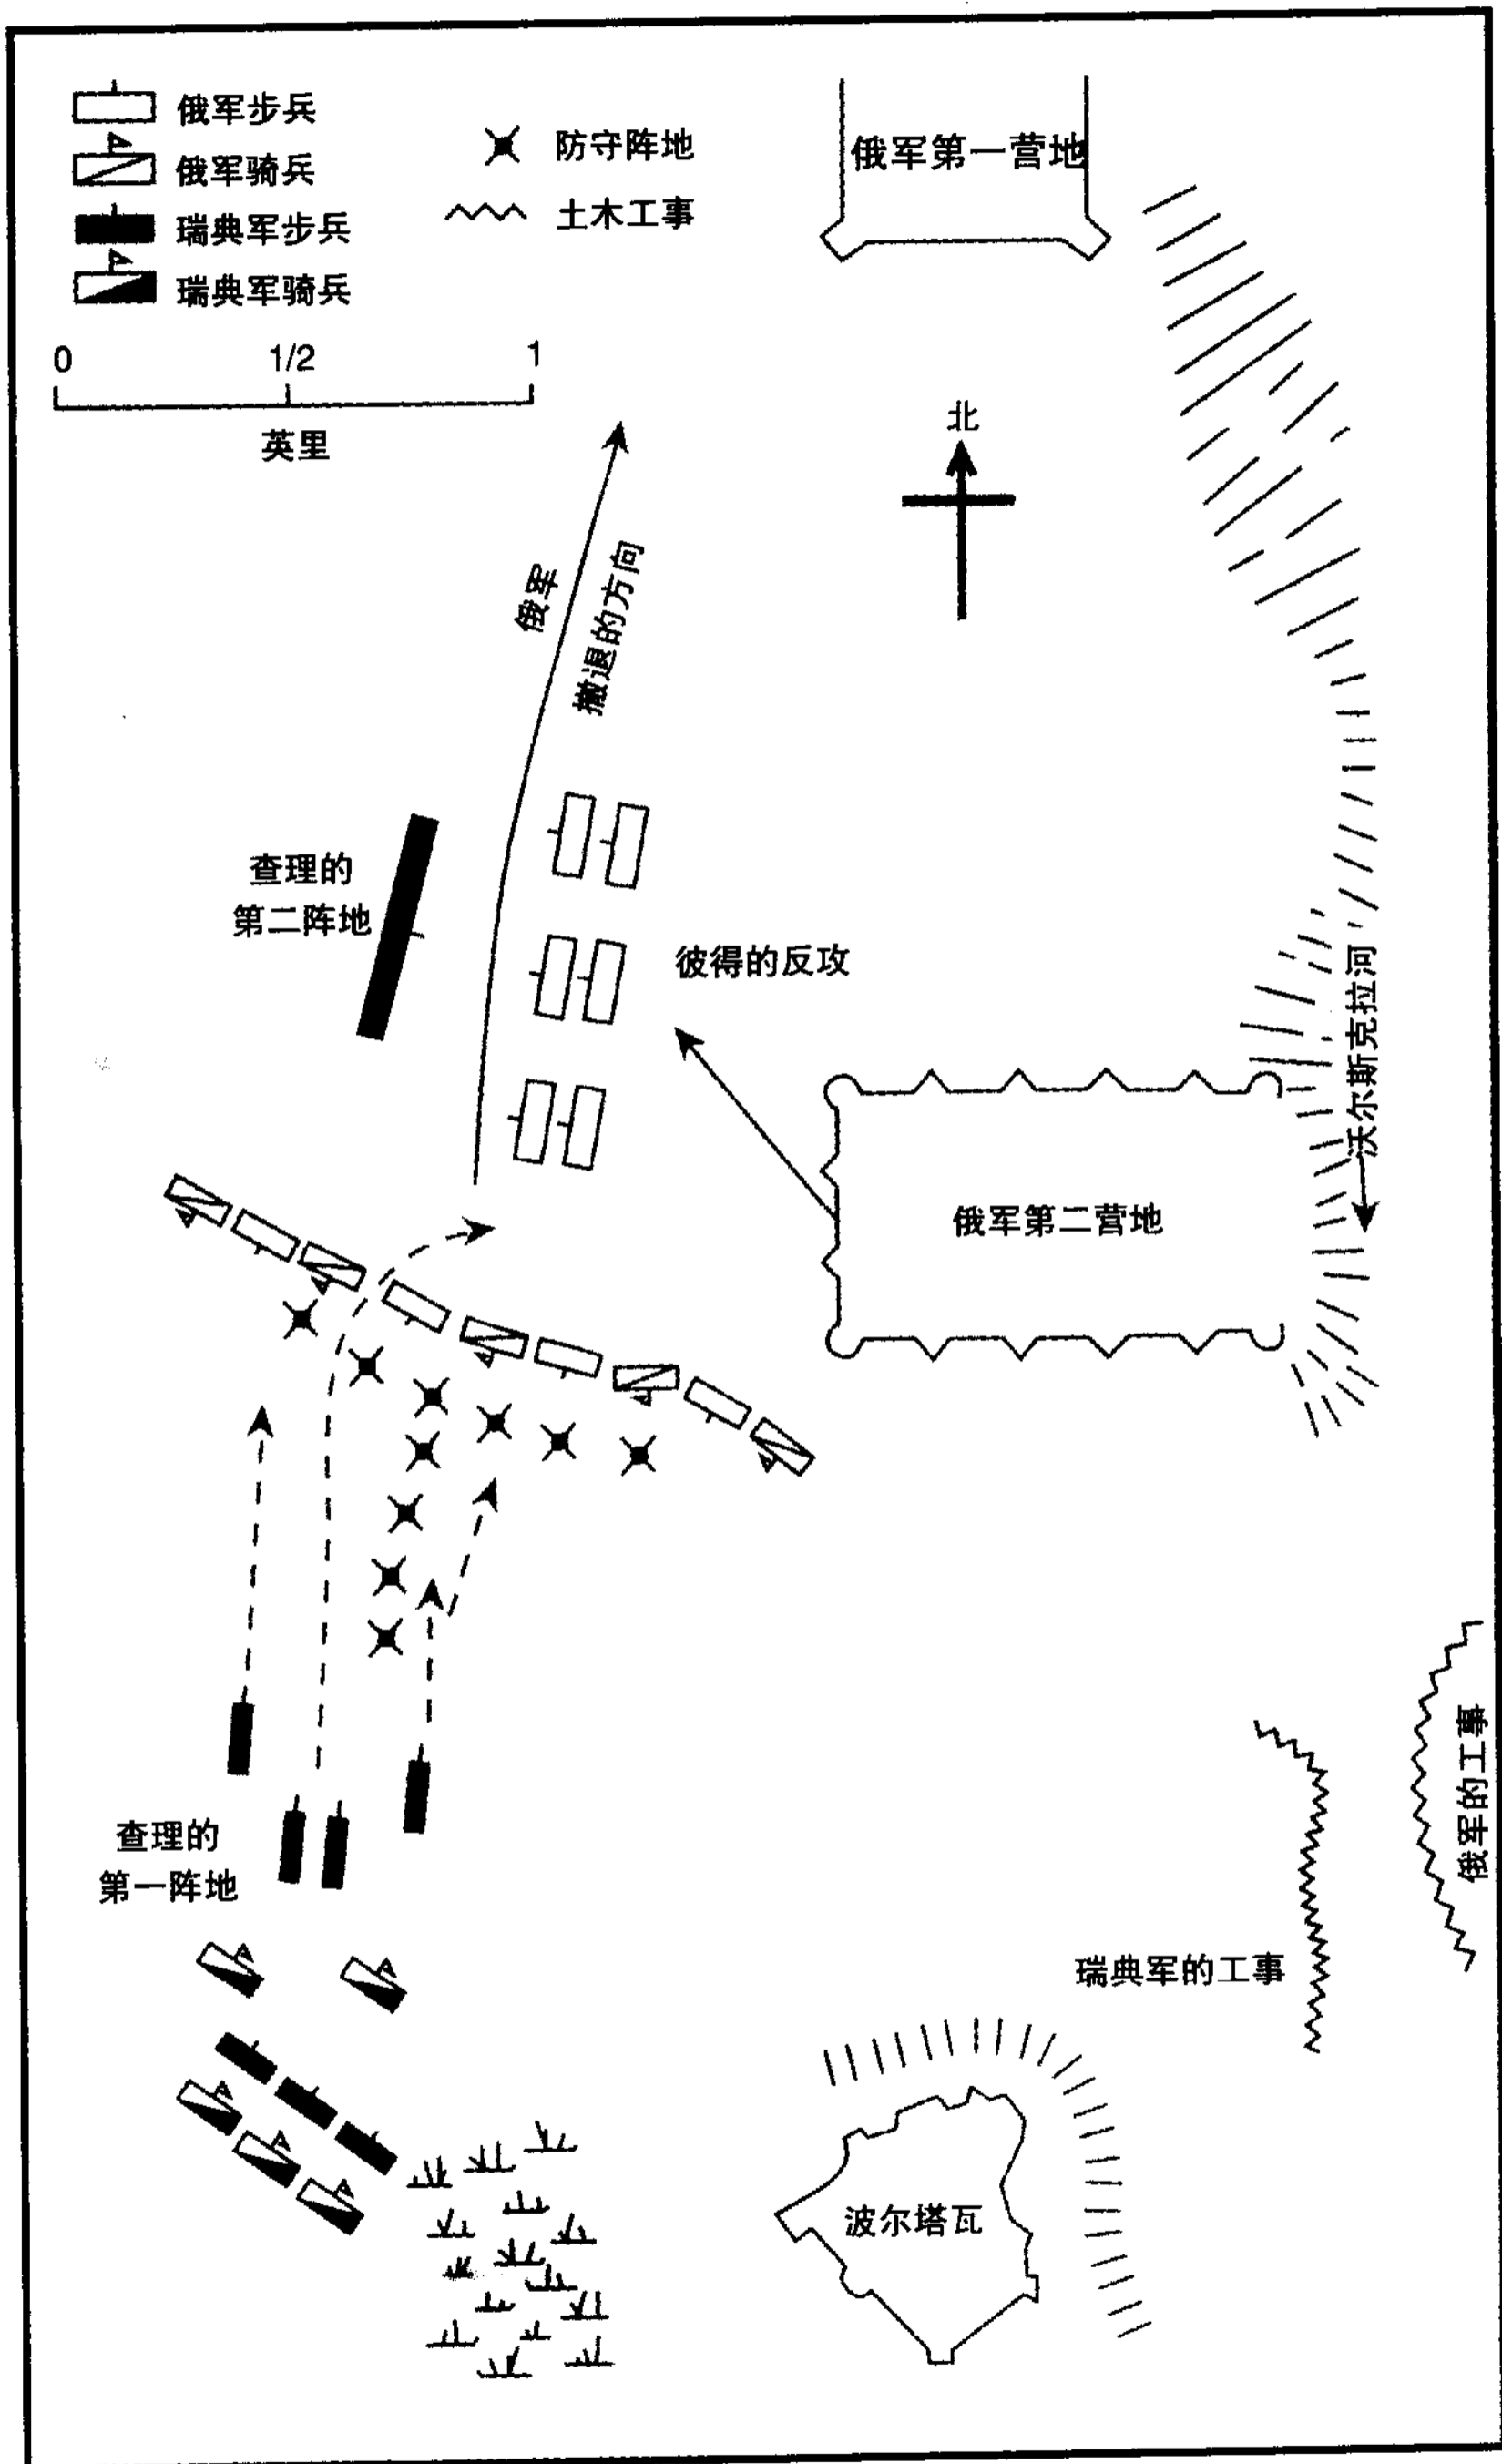 俄军步兵
俄军骑兵
瑞典军步兵
瑞典军骑兵
防守阵地
土木工事
0 1/2 1
英里
俄军第一营地
北
俄军
撤退的方向
查理的
第二阵地
彼得的反攻
沃尔斯克拉河
俄军第二营地
查理的
第一阵地
俄军的工事
瑞典军的工事
波尔塔瓦